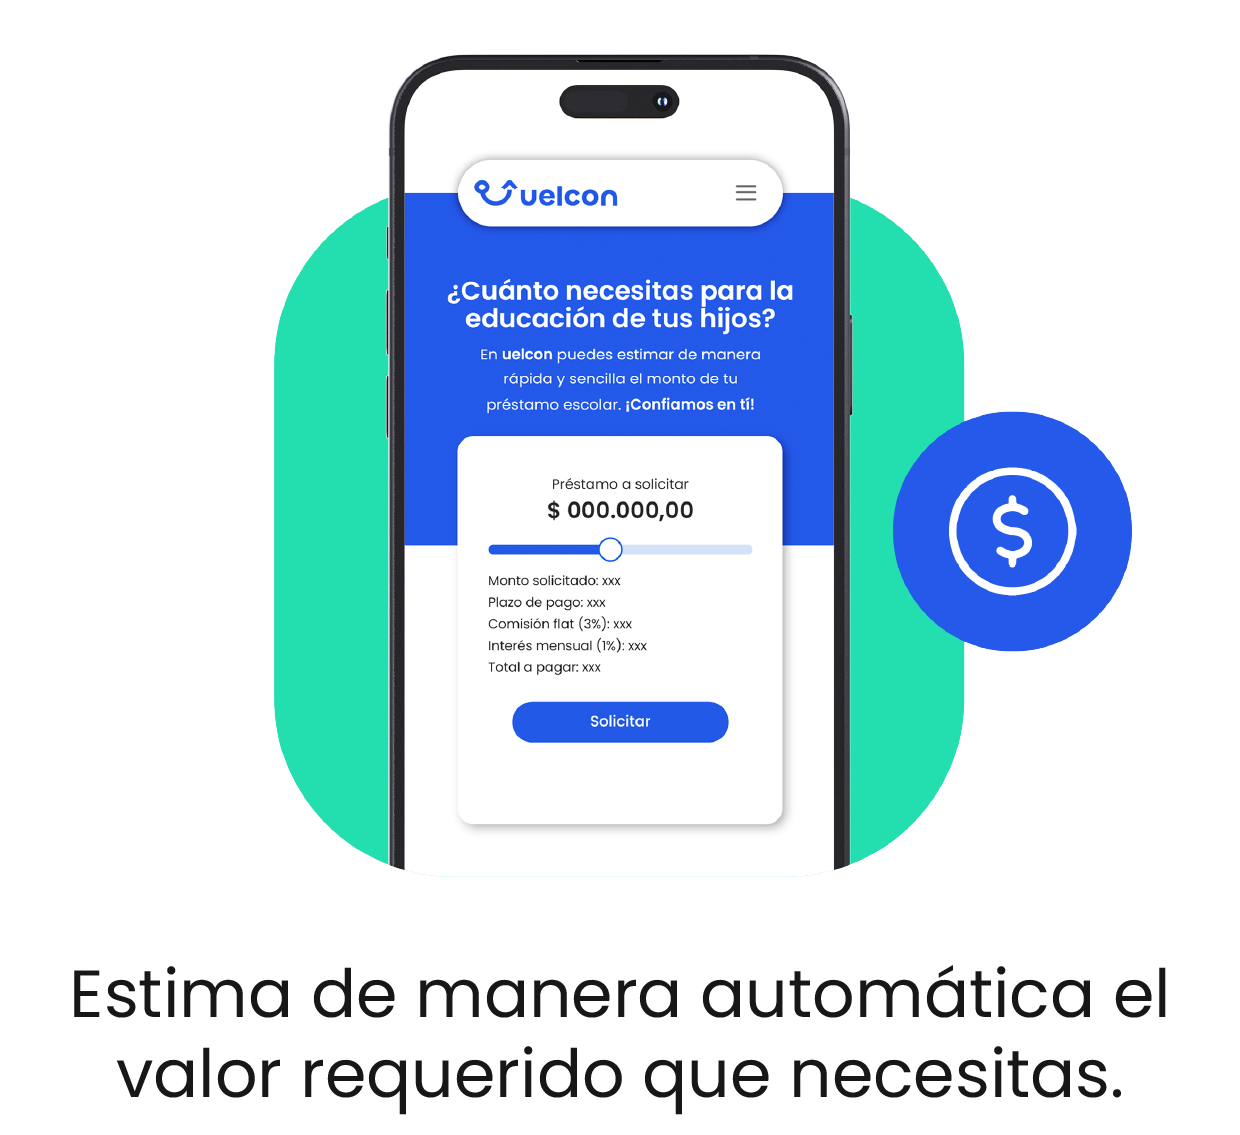 uelcon
¿Cuánto necesitas para la
educación de tus hijos?
En uelcon puedes estimar de manera
rápida y sencilla el monto de tu
préstamo escolar. ¡Confiamos en tí!
Préstamo a solicitar
$ 000.000,00
Monto solicitado: xxx
Plazo de pago: xxx
Comisión flat (3%): xxx
Interés mensual (1%): xxx
Total a pagar: xxx
Solicitar
$
Estima de manera automática el
valor requerido que necesitas.